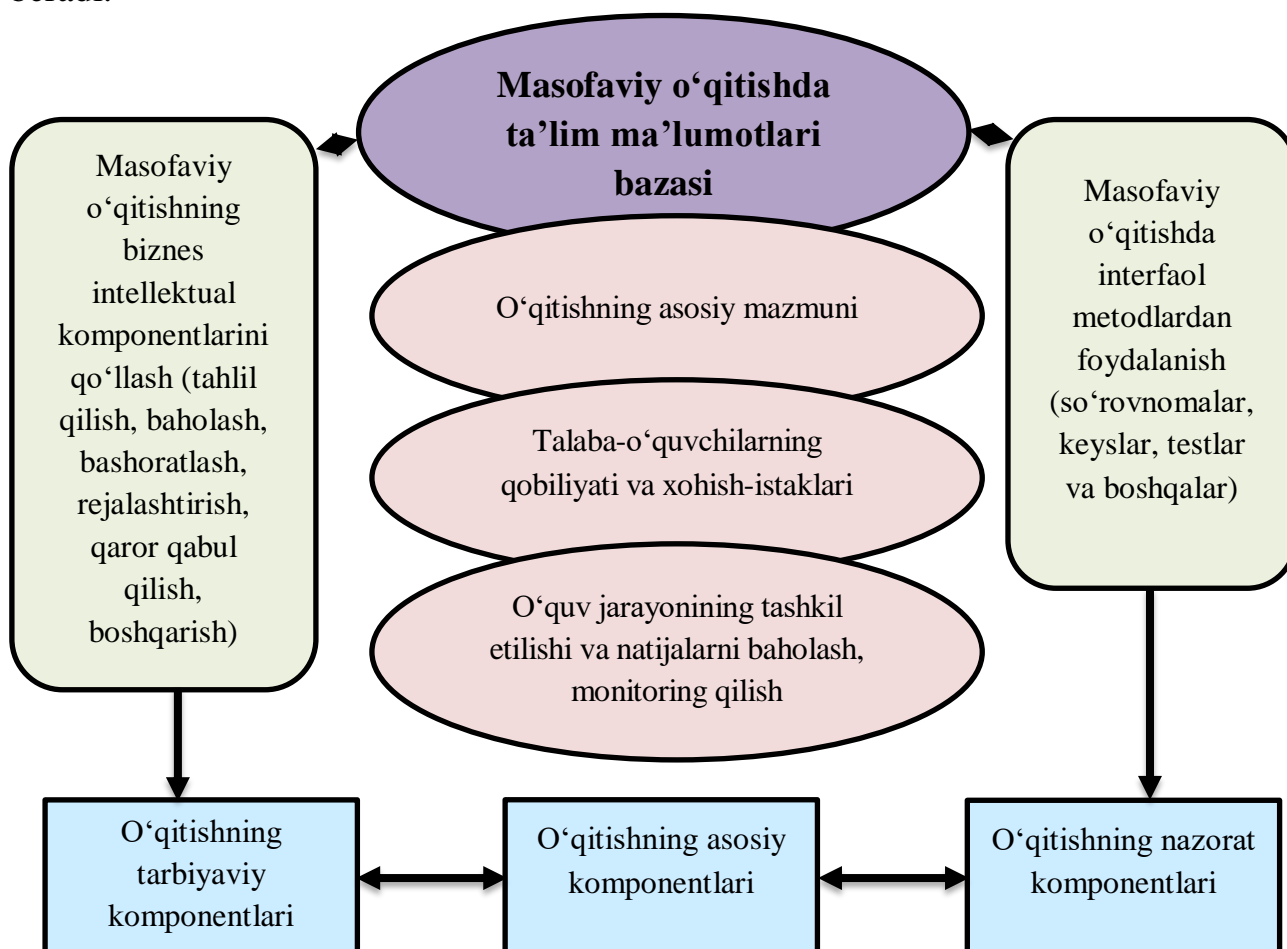 Masofaviy o‘qitishda
ta’lim ma’lumotlari
bazasi
Masofaviy
o‘qitishning
biznes
intellektual
komponentlarini
qo‘llash (tahlil
qilish, baholash,
bashoratlash,
rejalashtirish,
qaror qabul
qilish,
boshqarish)
O‘qitishning asosiy mazmuni
Talaba-o‘quvchilarning
qobiliyati va xohish-istaklari
O‘quv jarayonining tashkil
etilishi va natijalarni baholash,
monitoring qilish
Masofaviy
o‘qitishda
interfaol
metodlardan
foydalanish
(so‘rovnomalar,
keyslar, testlar
va boshqalar)
O‘qitishning
tarbiyaviy
komponentlari
O‘qitishning asosiy
komponentlari
O‘qitishning nazorat
komponentlari